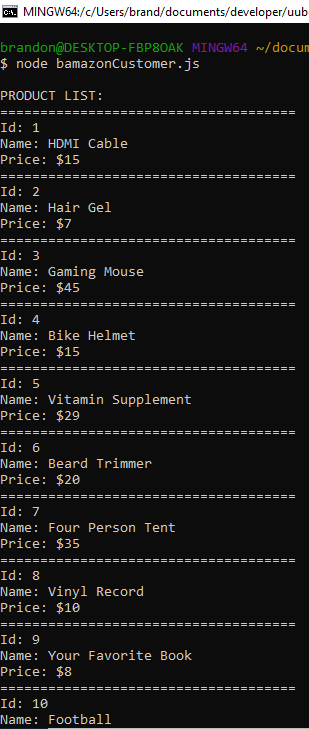 MINGW64:/c/Users/brand/documents/developer/uub
brandon@DESKTOP-FBP8OAK MINGW64 ~/docum
$ node bamazonCustomer.js
PRODUCT LIST:
=====================================
Id: 1
Name: HDMI Cable
Price: $15
=====================================
Id: 2
Name: Hair Gel
Price: $7
=====================================
Id: 3
Name: Gaming Mouse
Price: $45
=====================================
Id: 4
Name: Bike Helmet
Price: $15
=====================================
Id: 5
Name: Vitamin Supplement
Price: $29
=====================================
Id: 6
Name: Beard Trimmer
Price: $20
=====================================
Id: 7
Name: Four Person Tent
Price: $35
=====================================
Id: 8
Name: Vinyl Record
Price: $10
=====================================
Id: 9
Name: Your Favorite Book
Price: $8
=====================================
Id: 10
Name: Football